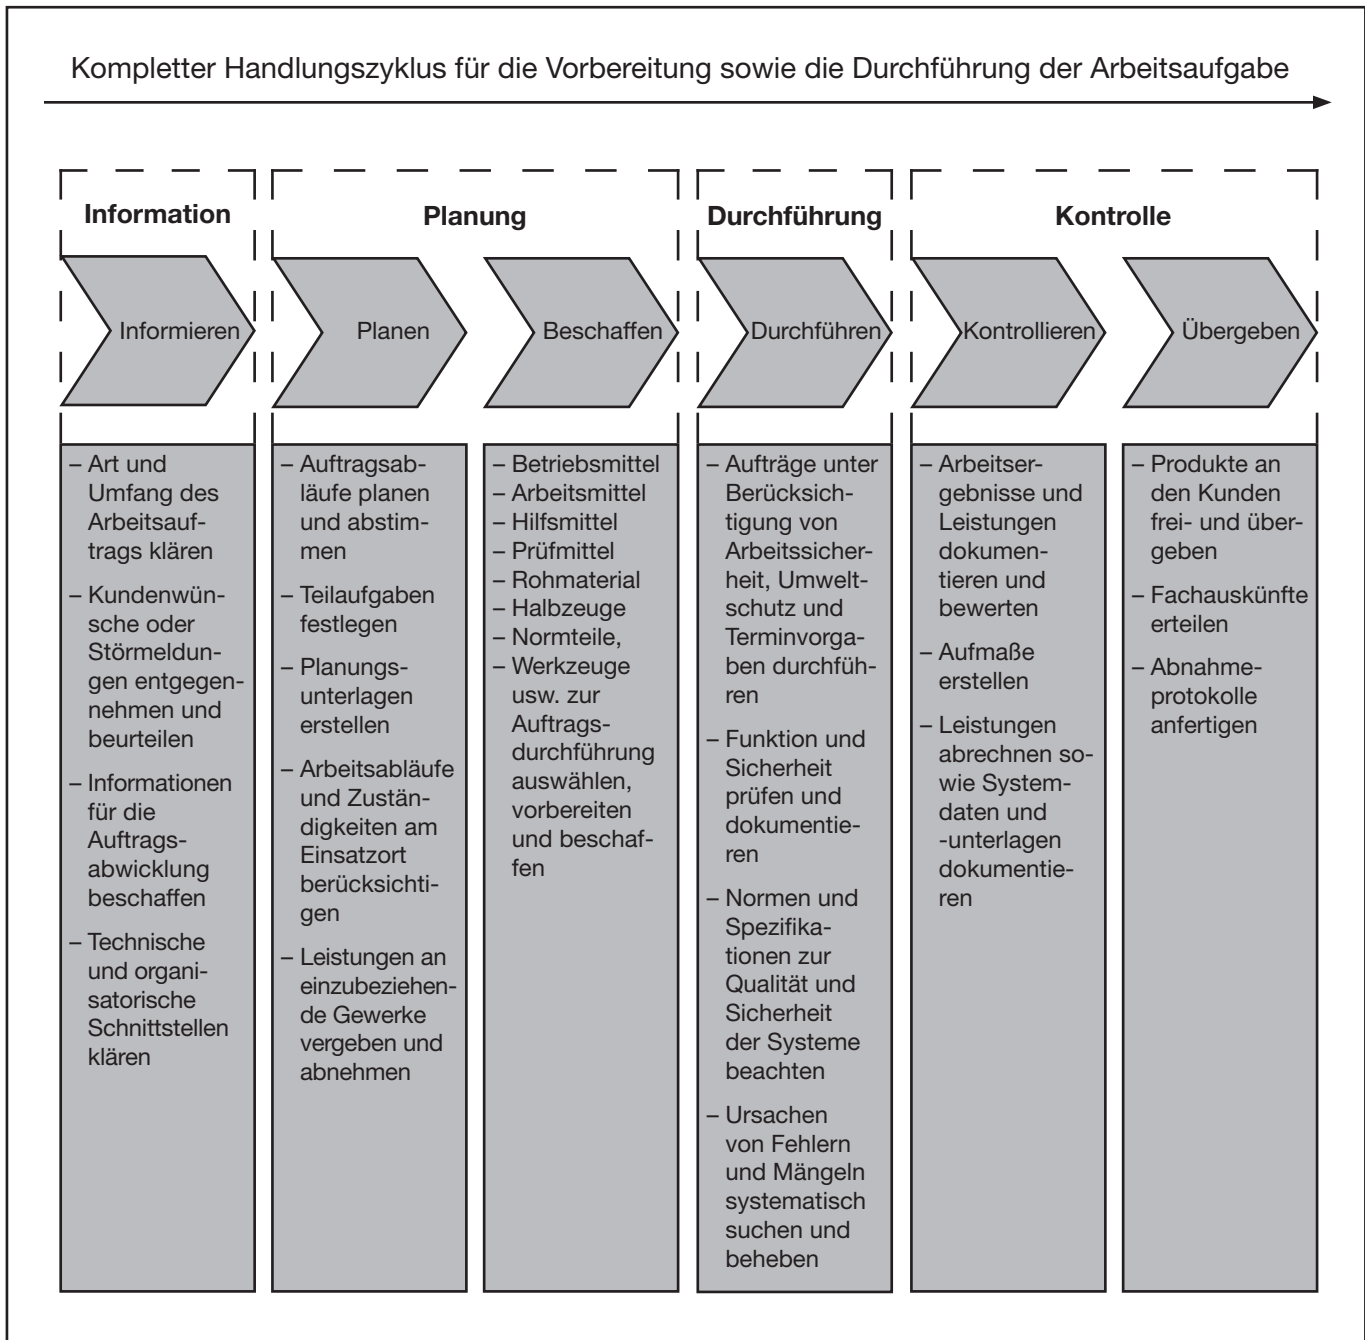 Kompletter Handlungszyklus für die Vorbereitung sowie die Durchführung der Arbeitsaufgabe
Information
Planung
Durchführung
Kontrolle
Informieren
Planen
Beschaffen
Durchführen
Kontrollieren
Übergeben
– Art und
Umfang des
Arbeitsauf-
trags klären
– Kundenwün-
sche oder
Störmeldun-
gen entgegen-
nehmen und
beurteilen
– Informationen
für die
Auftrags-
abwicklung
beschaffen
– Technische
und organi-
satorische
Schnittstellen
klären
– Auftragsab-
läufe planen
und abstim-
men
– Teilaufgaben
festlegen
– Planungs-
unterlagen
erstellen
– Arbeitsabläufe
und Zustän-
digkeiten am
Einsatzort
berücksichti-
gen
– Leistungen an
einzubeziehen-
de Gewerke
vergeben und
abnehmen
– Betriebsmittel
– Arbeitsmittel
– Hilfsmittel
– Prüfmittel
– Rohmaterial
– Halbzeuge
– Normteile,
– Werkzeuge
usw. zur
Auftrags-
durchführung
auswählen,
vorbereiten
und beschaf-
fen
– Aufträge unter
Berücksich-
tigung von
Arbeitssicher-
heit, Umwelt-
schutz und
Terminvorga-
ben durchfüh-
ren
– Funktion und
Sicherheit
prüfen und
dokumentie-
ren
– Normen und
Spezifika-
tionen zur
Qualität und
Sicherheit
der Systeme
beachten
– Ursachen
von Fehlern
und Mängeln
systematisch
suchen und
beheben
– Arbeitser-
gebnisse und
Leistungen
dokumen-
tieren und
bewerten
– Aufmaße
erstellen
– Leistungen
abrechnen so-
wie System-
daten und
-unterlagen
dokumentie-
ren
– Produkte an
den Kunden
frei- und über-
geben
– Fachauskünfte
erteilen
– Abnahme-
protokolle
anfertigen